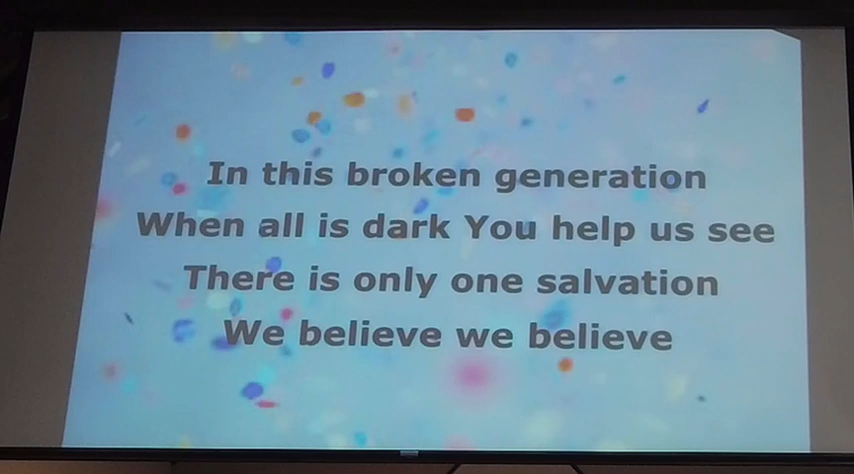 In this broken generation
When all is dark You help us see
There is only one salvation
We believe we believe